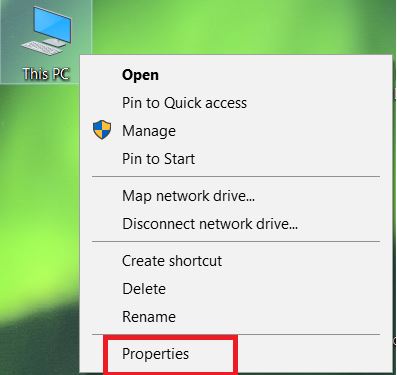 This PC
Open
Pin to Quick access
Manage
Pin to Start
Map network drive...
Disconnect network drive...
Create shortcut
Delete
Rename
Properties